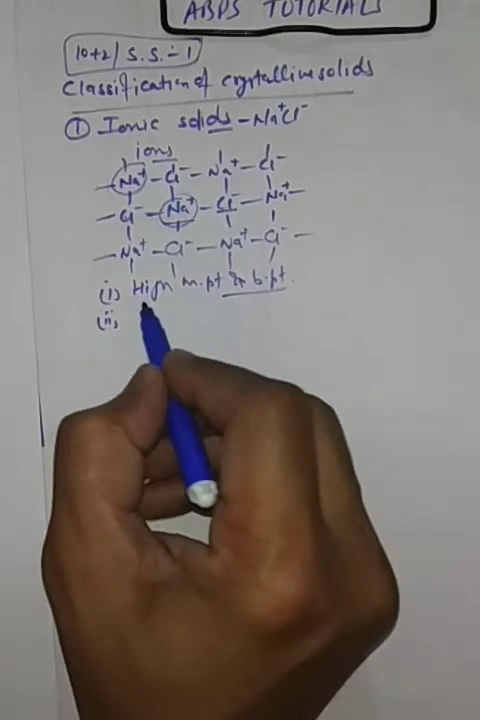 ABPS TUTORIALS
10+2/ S.S.-1
Classification of crystalline solids
① Ionic solids - Na⁺Cl⁻
ions
Na⁺ - Cl⁻ - Na⁺ - Cl⁻
- Cl⁻ - Na⁺ - Cl⁻ - Na⁺ -
- Na⁺ - Cl⁻ - Na⁺ - Cl⁻ -
(i) High m.pt & b.pt.
(ii)